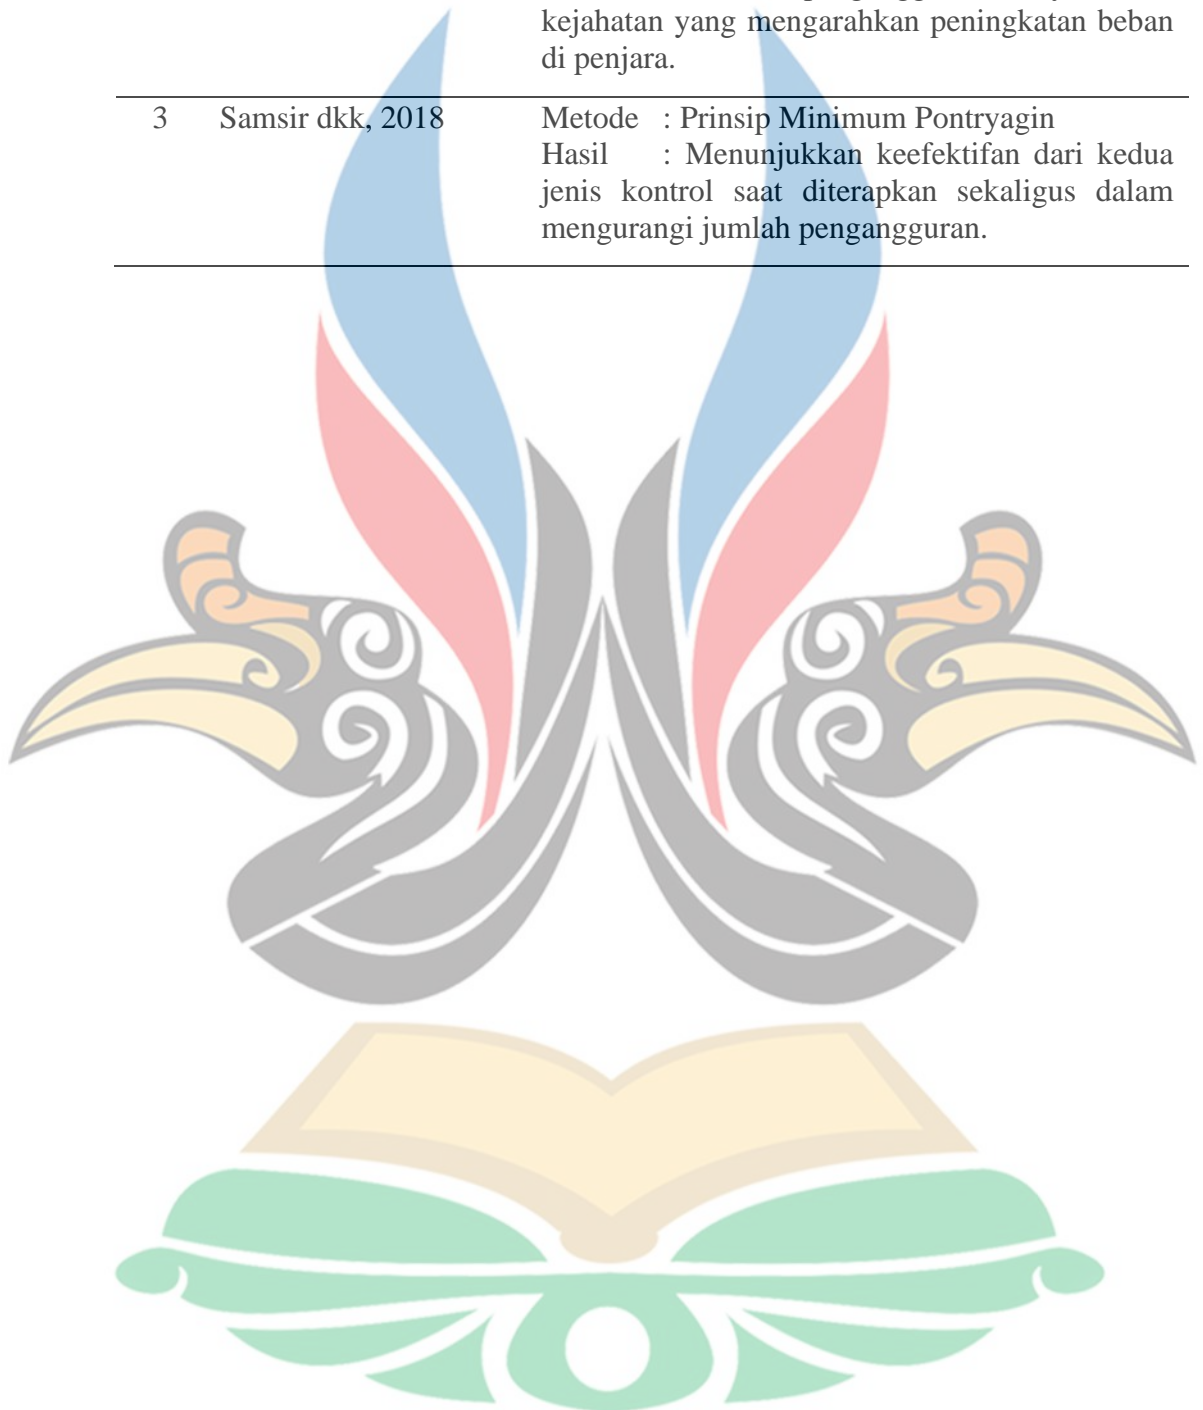 kejahatan yang mengarahkan peningkatan beban
di penjara.
3 Samsir dkk, 2018 Metode : Prinsip Minimum Pontryagin
Hasil : Menunjukkan keefektifan dari kedua
jenis kontrol saat diterapkan sekaligus dalam
mengurangi jumlah pengangguran.